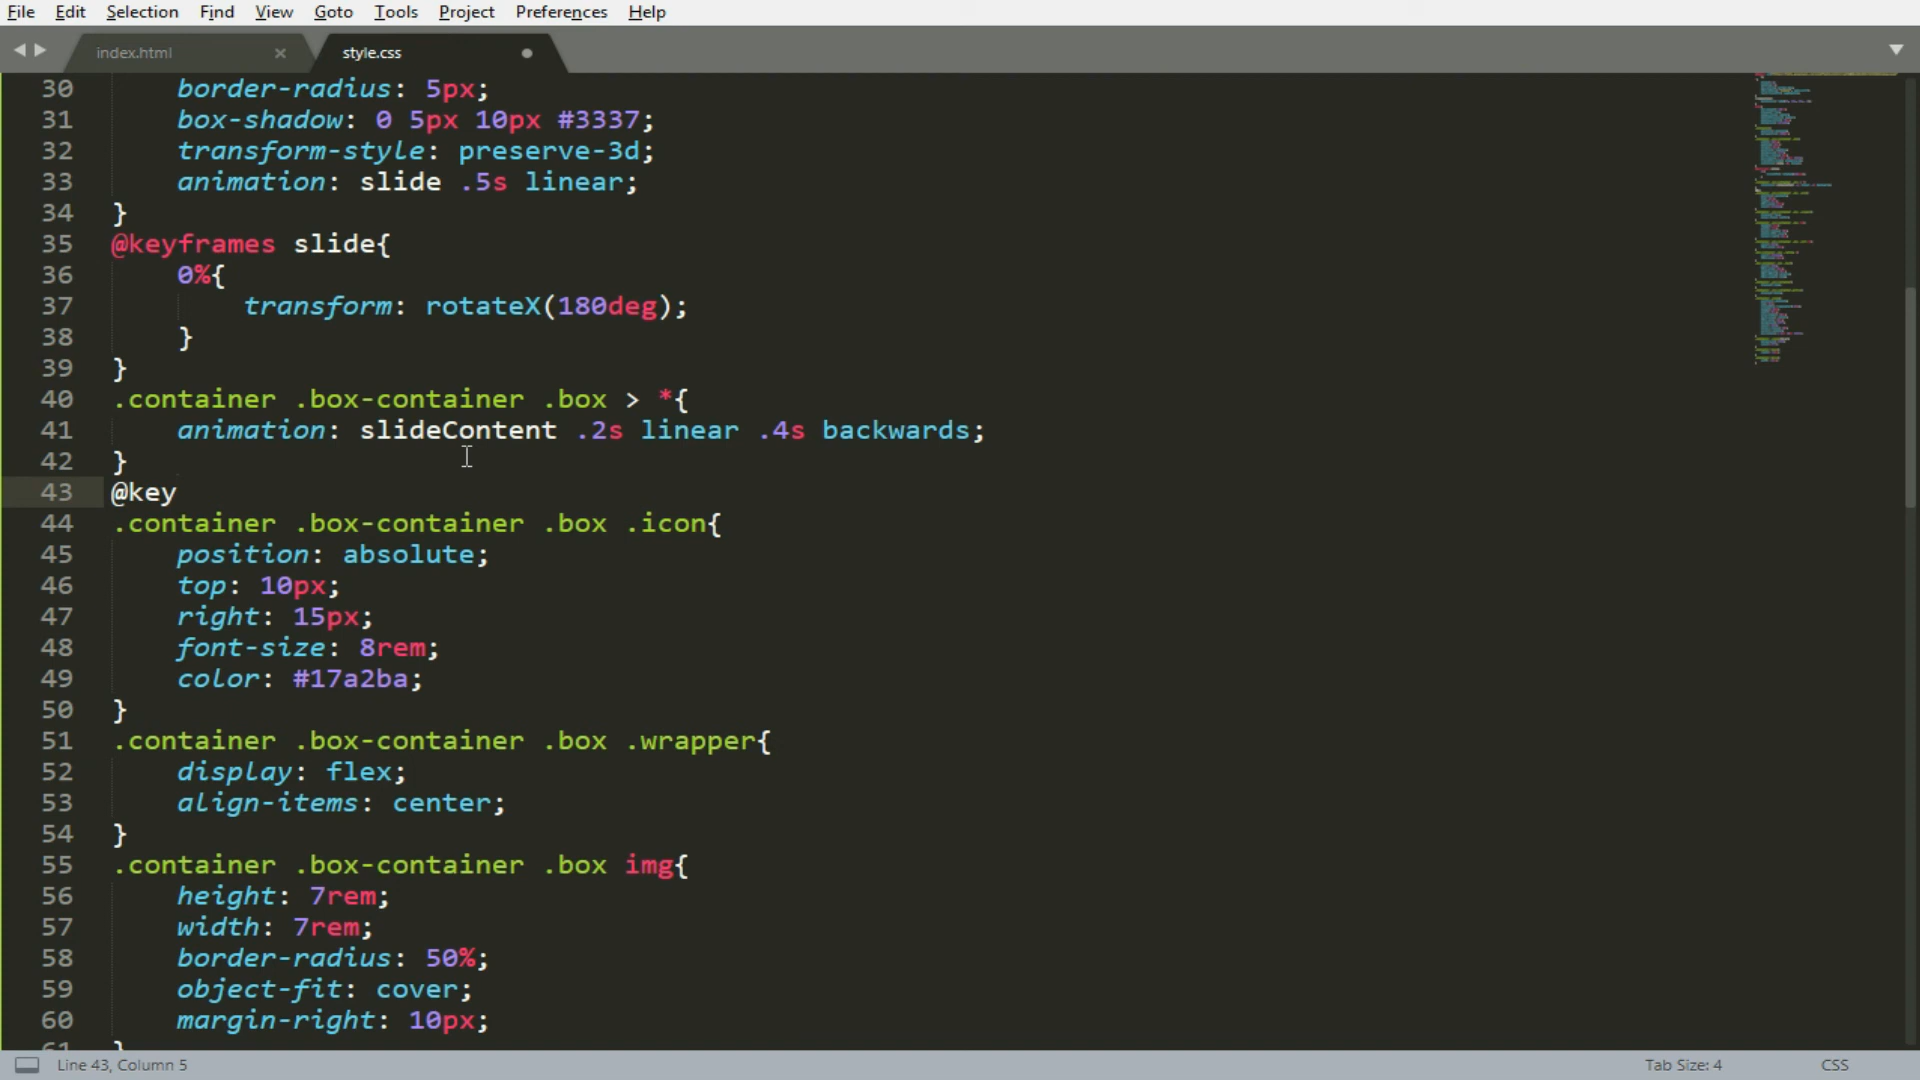 File Edit Selection Find View Goto Tools Project Preferences Help
index.html style.css
30 border-radius: 5px;
31 box-shadow: 0 5px 10px #3337;
32 transform-style: preserve-3d;
33 animation: slide .5s linear;
34 }
35 @keyframes slide{
36 0%{
37 transform: rotateX(180deg);
38 }
39 }
40 .container .box-container .box > *{
41 animation: slideContent .2s linear .4s backwards;
42 }
43 @key
44 .container .box-container .box .icon{
45 position: absolute;
46 top: 10px;
47 right: 15px;
48 font-size: 8rem;
49 color: #17a2ba;
50 }
51 .container .box-container .box .wrapper{
52 display: flex;
53 align-items: center;
54 }
55 .container .box-container .box img{
56 height: 7rem;
57 width: 7rem;
58 border-radius: 50%;
59 object-fit: cover;
60 margin-right: 10px;
61 }
Line 43, Column 5 Tab Size: 4 CSS